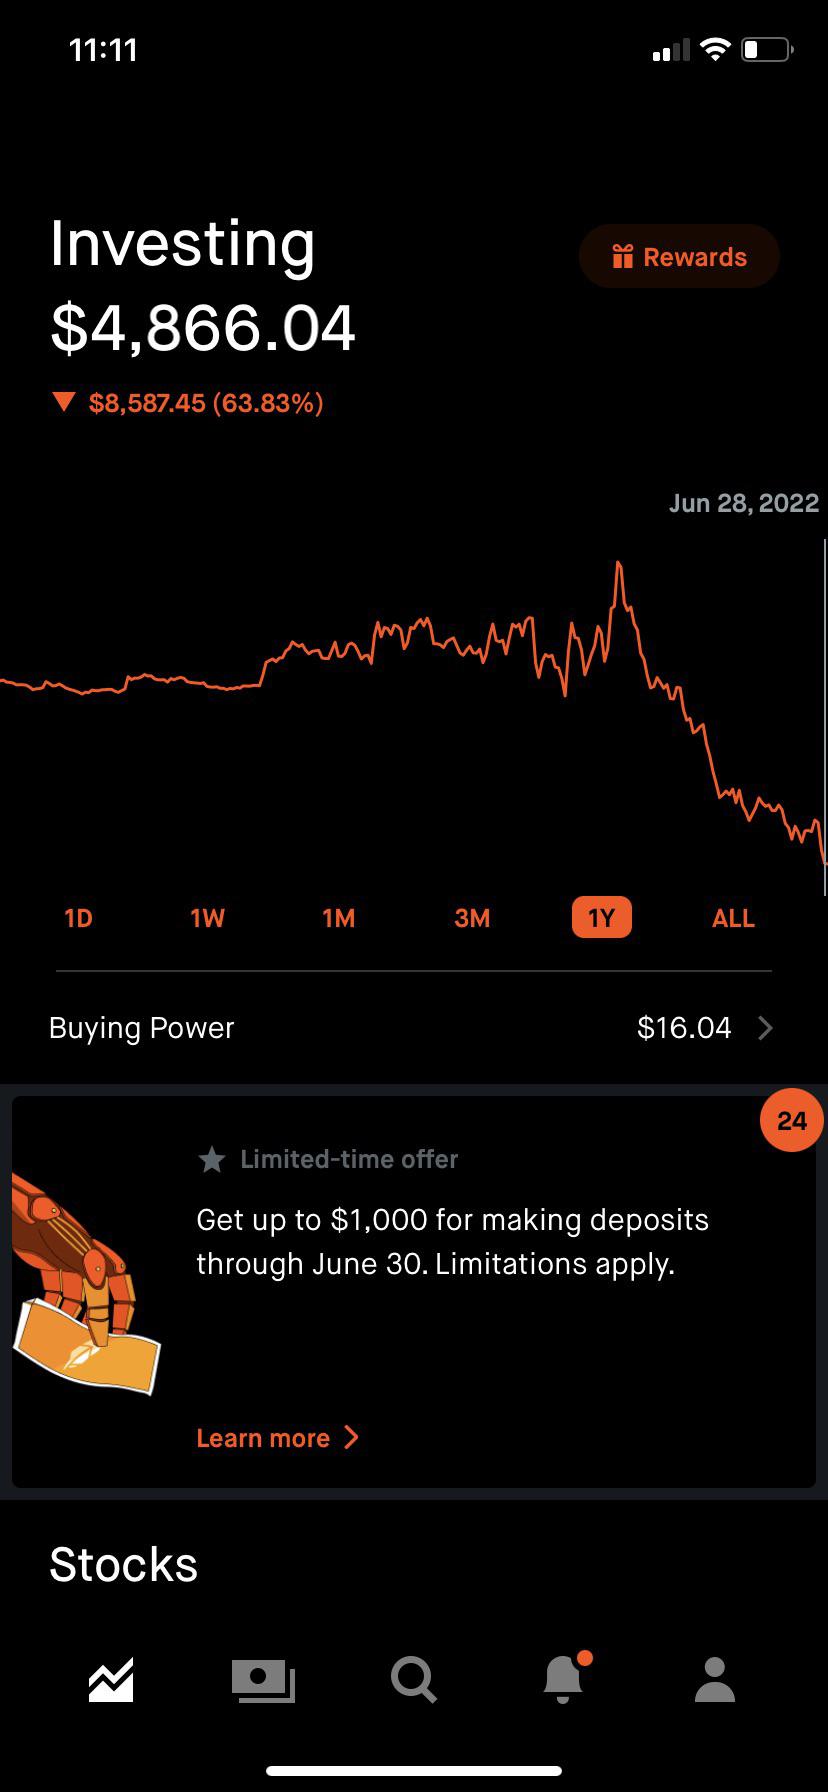 11:11
Investing
Rewards
$4,866.04
$8,587.45 (63.83%)
Jun 28, 2022
1D 1W 1M 3M 1Y ALL
Buying Power $16.04
24
Limited-time offer
Get up to $1,000 for making deposits
through June 30. Limitations apply.
Learn more
Stocks